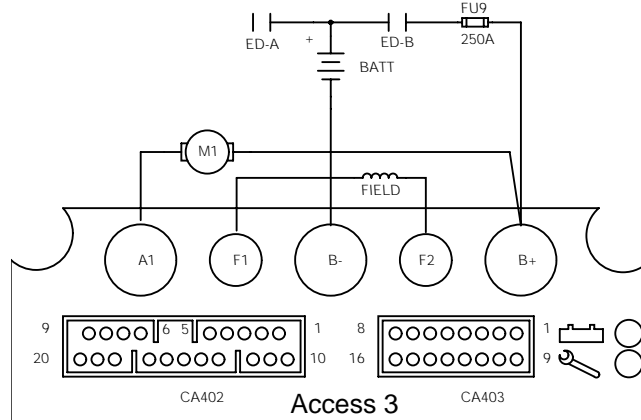 FU9
ED-A + ED-B 250A
BATT
M1
FIELD
A1 F1 B- F2 B+
9 6 5 1 8 1
20 10 16 9
CA402 CA403
Access 3